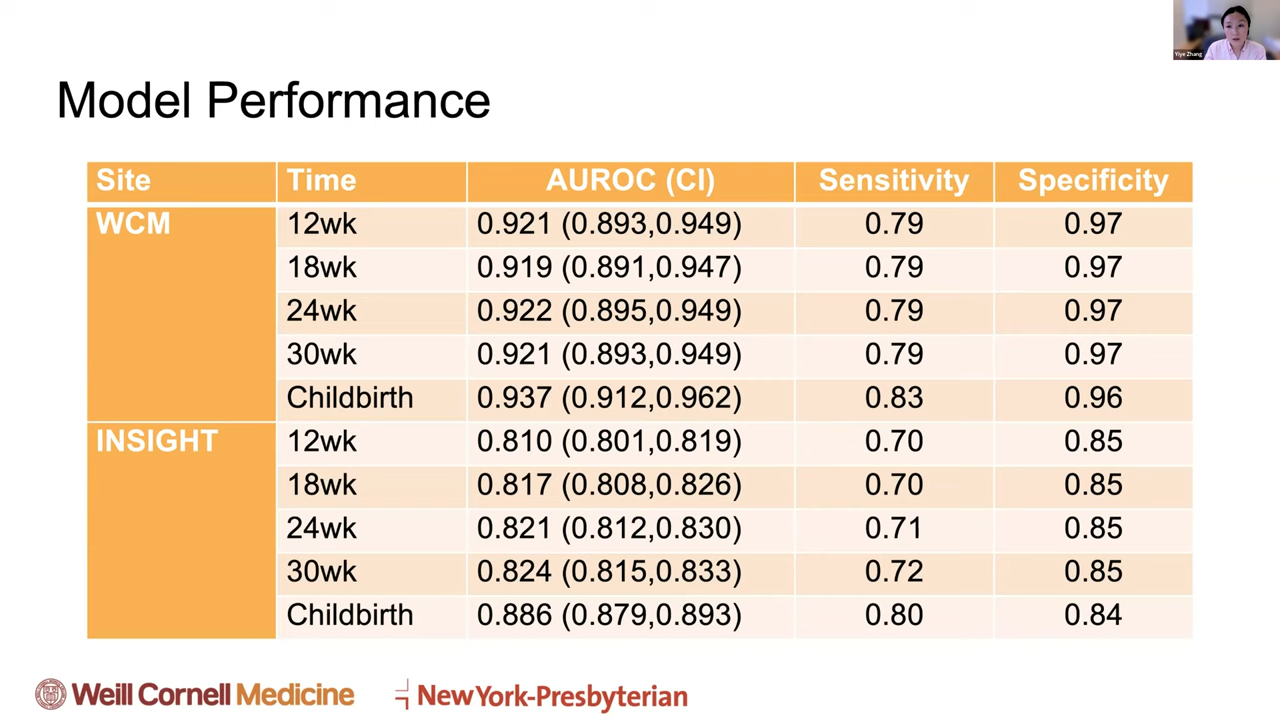 Yiye Zhang
Model Performance
Site Time AUROC (CI) Sensitivity Specificity
WCM 12wk 0.921 (0.893,0.949) 0.79 0.97
18wk 0.919 (0.891,0.947) 0.79 0.97
24wk 0.922 (0.895,0.949) 0.79 0.97
30wk 0.921 (0.893,0.949) 0.79 0.97
Childbirth 0.937 (0.912,0.962) 0.83 0.96
INSIGHT 12wk 0.810 (0.801,0.819) 0.70 0.85
18wk 0.817 (0.808,0.826) 0.70 0.85
24wk 0.821 (0.812,0.830) 0.71 0.85
30wk 0.824 (0.815,0.833) 0.72 0.85
Childbirth 0.886 (0.879,0.893) 0.80 0.84
Weill Cornell Medicine NewYork-Presbyterian